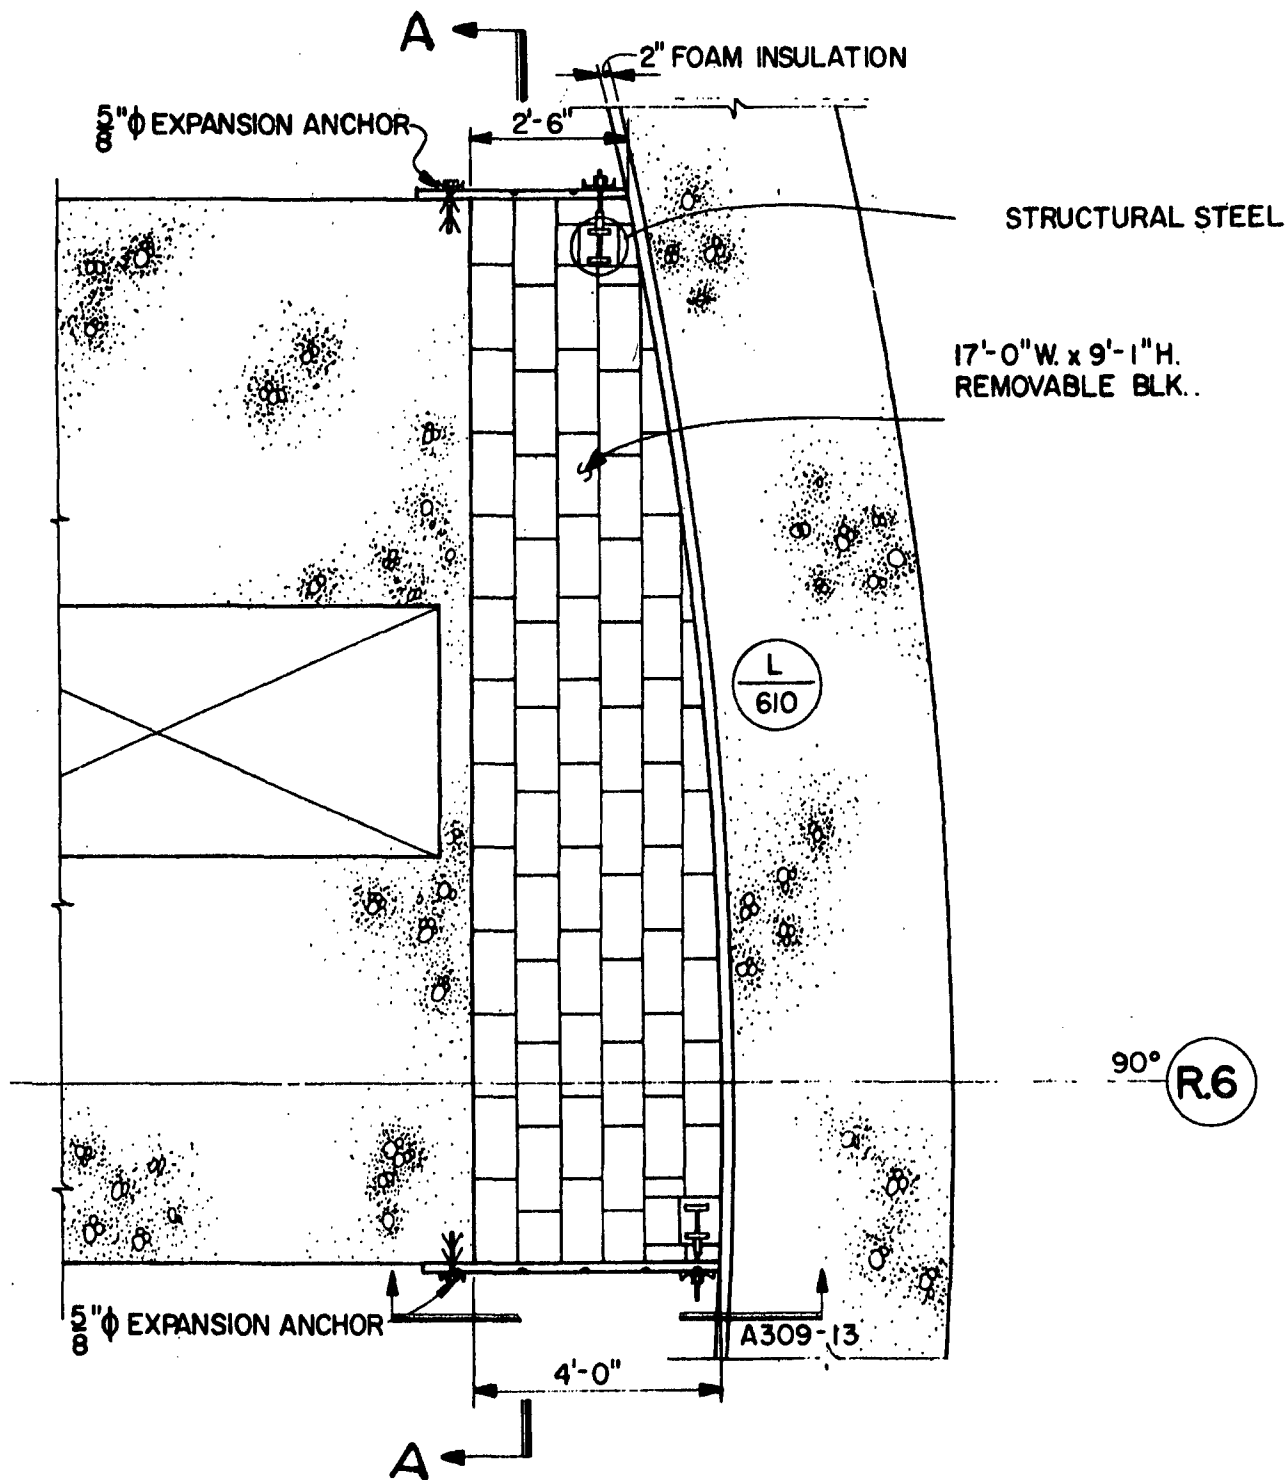 A
2" FOAM INSULATION
5/8"ϕ EXPANSION ANCHOR
2'-6"
STRUCTURAL STEEL
17'-0"W. x 9'-1"H.
REMOVABLE BLK..
L
610
90°
R.6
5/8"ϕ EXPANSION ANCHOR
A309-13
4'-0"
A